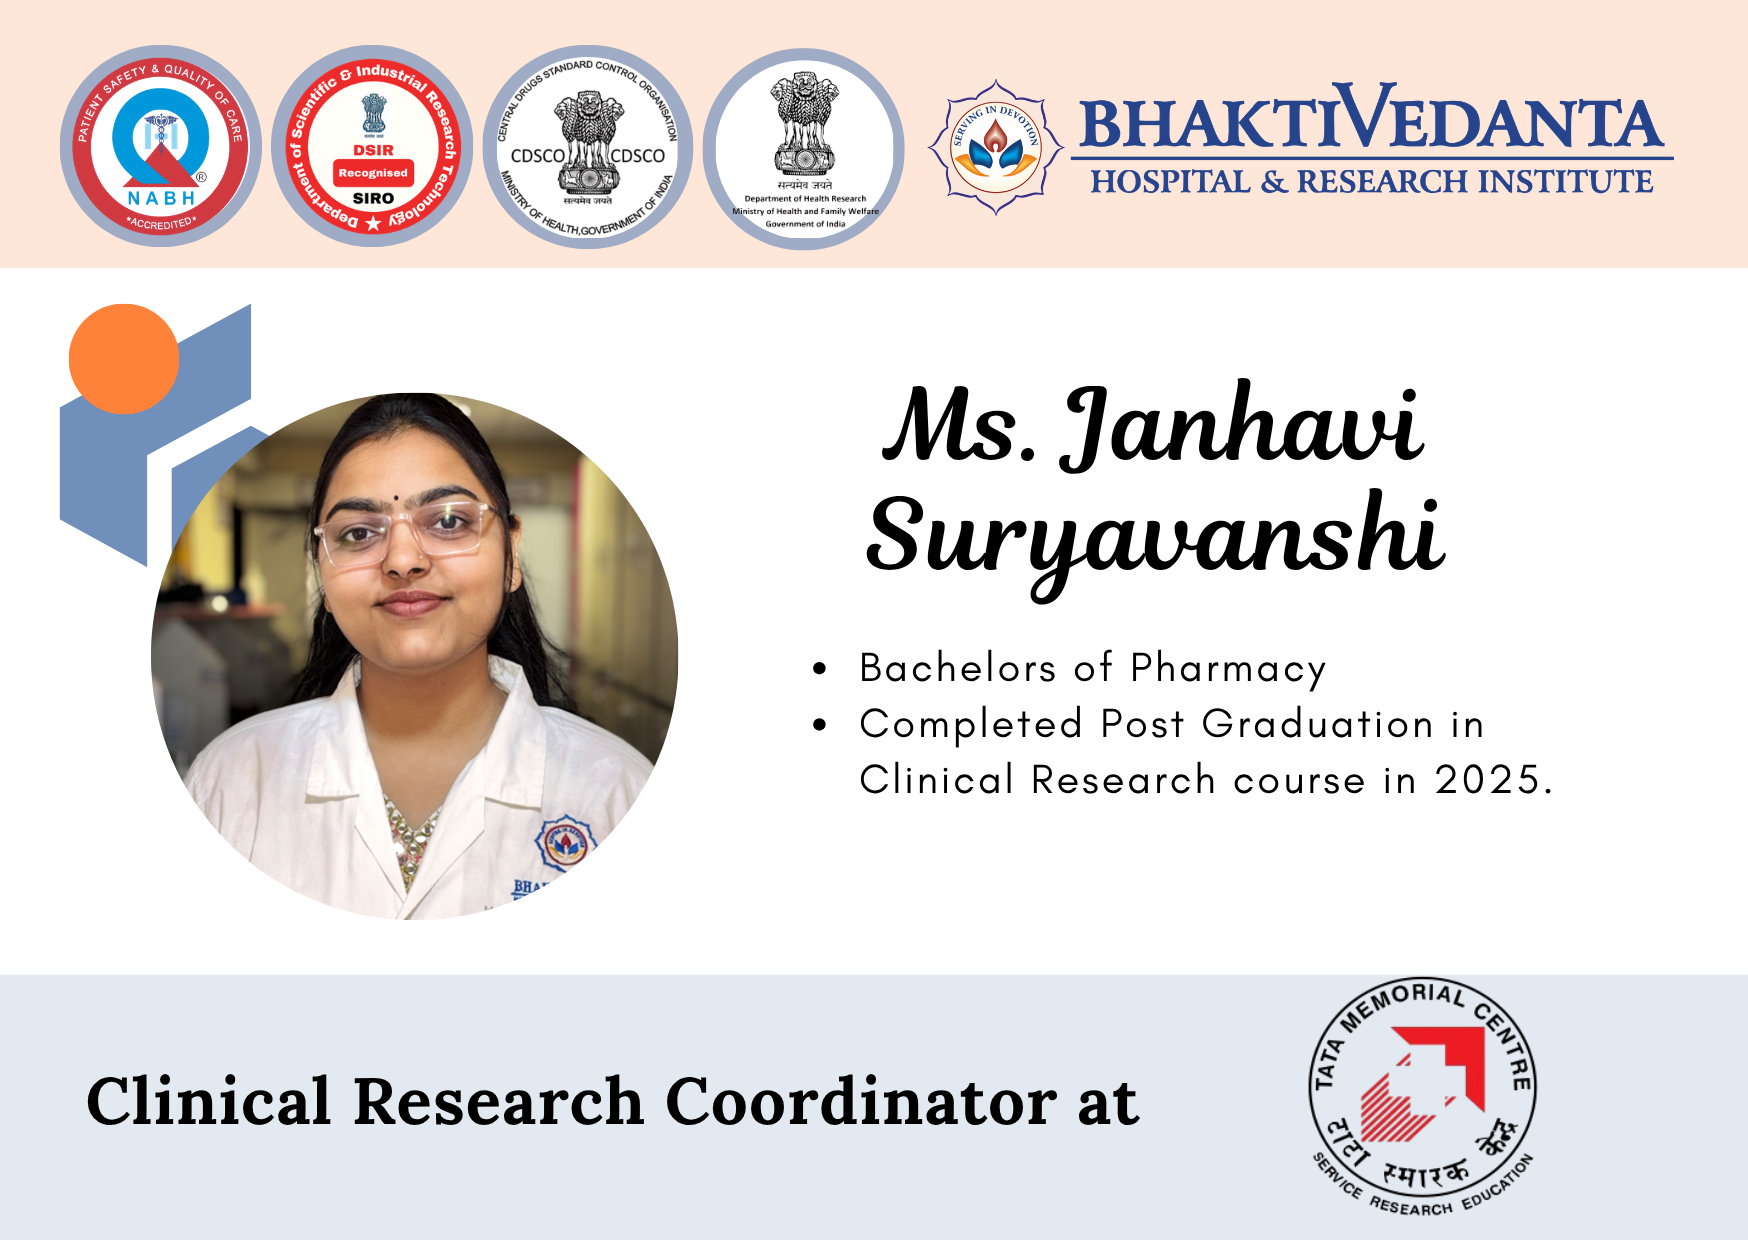 PATIENT SAFETY & QUALITY OF CARE
®
NABH
*ACCREDITED*
Department of Scientific & Industrial Research Technology
DSIR
Recognised
SIRO
CENTRAL DRUGS STANDARD CONTROL ORGANISATION
CDSCO CDSCO
सत्यमेव जयते
MINISTRY OF HEALTH,GOVERNMENT OF INDIA
सत्यमेव जयते
Department of Health Research
Ministry of Health and Family Welfare
Government of India
SERVING IN DEVOTION
BHAKTIVEDANTA
HOSPITAL & RESEARCH INSTITUTE
Ms. Janhavi
Suryavanshi
• Bachelors of Pharmacy
• Completed Post Graduation in
Clinical Research course in 2025.
Clinical Research Coordinator at
TATA MEMORIAL CENTRE
टाटा स्मारक केंद्र
SERVICE RESEARCH EDUCATION